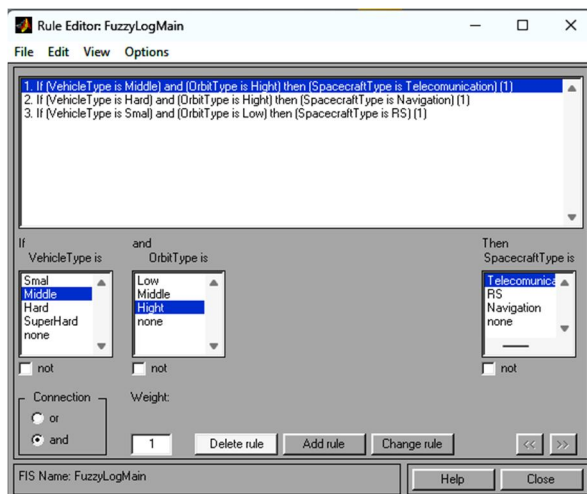 Rule Editor: FuzzyLogMain
File Edit View Options
1. If (VehicleType is Middle) and (OrbitType is Hight) then (SpacecraftType is Telecomunication) (1)
2. If (VehicleType is Hard) and (OrbitType is Hight) then (SpacecraftType is Navigation) (1)
3. If (VehicleType is Smal) and (OrbitType is Low) then (SpacecraftType is RS) (1)
If and Then
VehicleType is OrbitType is SpacecraftType is
Smal Low Telecomunica
Middle Middle RS
Hard Hight Navigation
SuperHard none none
none
not not not
Connection Weight:
or
and 1 Delete rule Add rule Change rule << >>
FIS Name: FuzzyLogMain Help Close